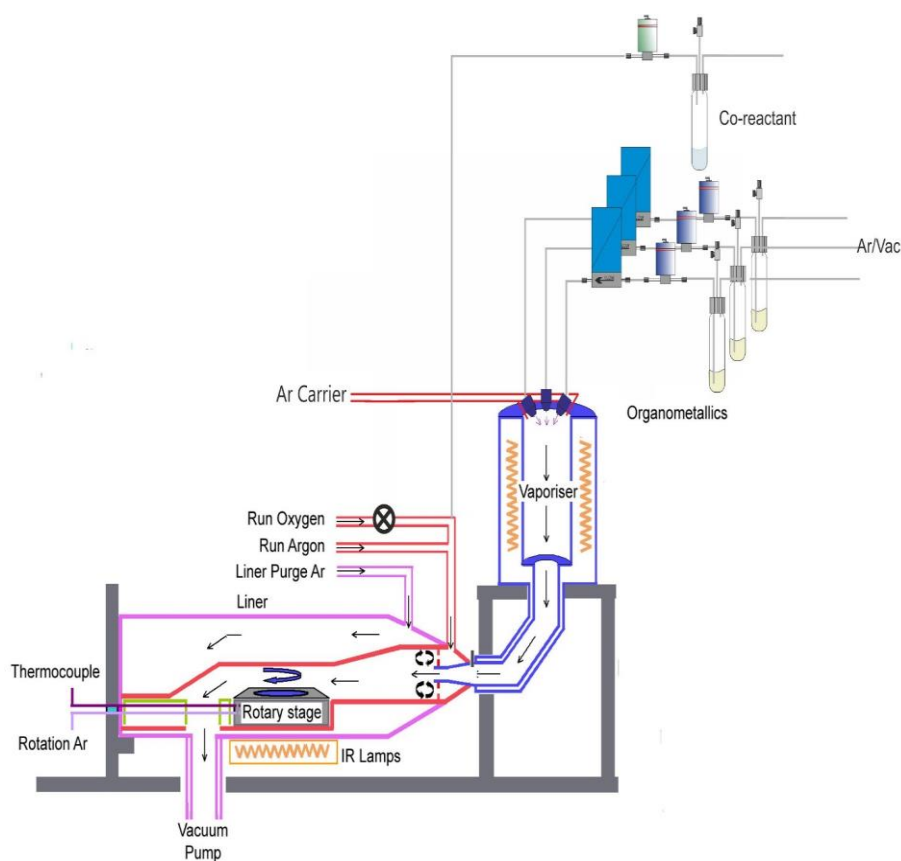 Co-reactant
Ar/Vac
Organometallics
Ar Carrier
Vaporiser
Run Oxygen
Run Argon
Liner Purge Ar
Liner
Thermocouple
Rotary stage
Rotation Ar
IR Lamps
Vacuum
Pump